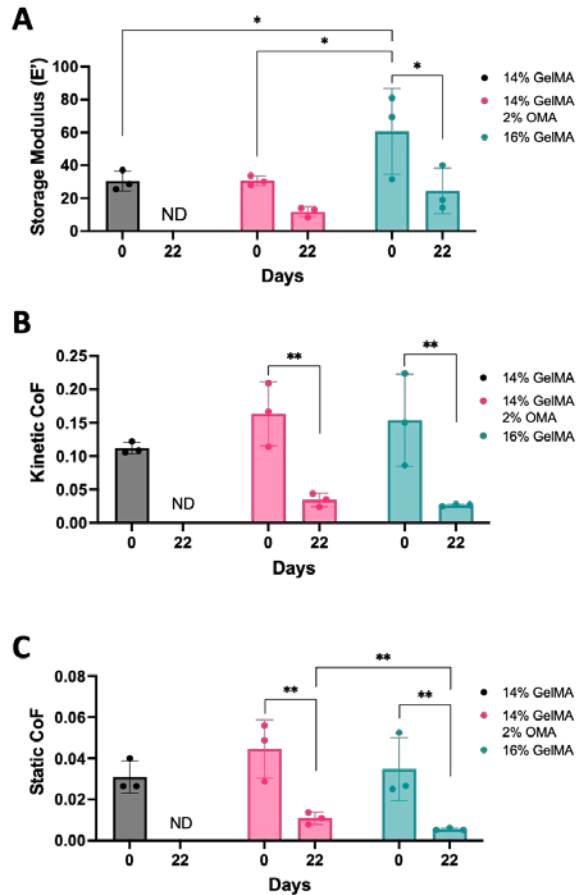 A
* 
*
*
Storage Modulus (E')
100
80
60
40
20
0
ND
0 22 0 22 0 22
Days
14% GelMA
14% GelMA
2% OMA
16% GelMA
B
**
**
Kinetic CoF
0.25
0.20
0.15
0.10
0.05
0.00
ND
0 22 0 22 0 22
Days
14% GelMA
14% GelMA
2% OMA
16% GelMA
C
**
**
**
Static CoF
0.08
0.06
0.04
0.02
0.00
ND
0 22 0 22 0 22
Days
14% GelMA
14% GelMA
2% OMA
16% GelMA